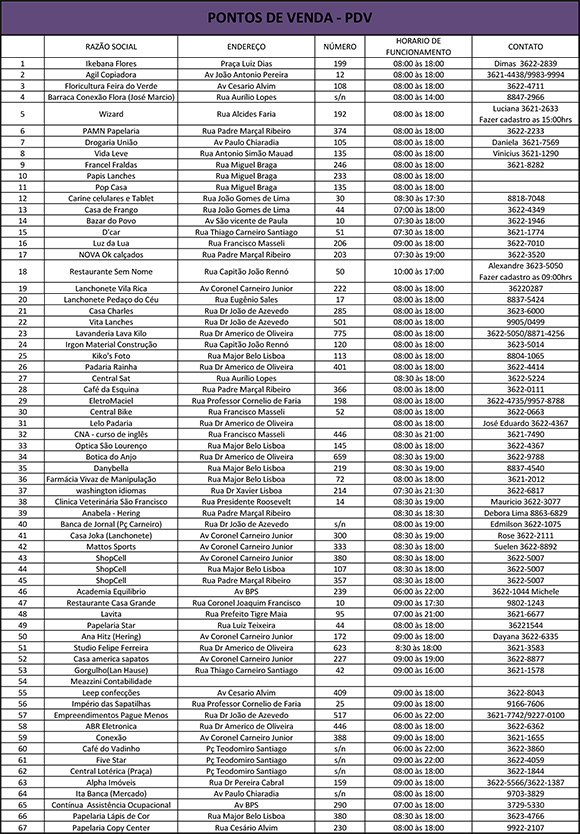 PONTOS DE VENDA - PDV
RAZÃO SOCIAL ENDEREÇO NÚMERO HORARIO DE FUNCIONAMENTO CONTATO
1 Ikebana Flores Praça Luiz Dias 199 08:00 às 18:00 Dimas 3622-2839
2 Agil Copiadora Av João Antonio Pereira 12 08:00 às 18:00 3621-4438/9983-9994
3 Floricultura Feira do Verde Av Cesario Alvim 108 08:00 às 18:00 3622-4711
4 Barraca Conexão Flora (José Marcio) Rua Aurílio Lopes s/n 08:00 às 14:00 8847-2966
5 Wizard Rua Alcides Faria 192 08:00 às 18:00 Luciana 3621-2633
Fazer cadastro as 15:00hrs
6 PAMN Papelaria Rua Padre Marçal Ribeiro 374 08:00 às 18:00 3622-2233
7 Drogaria União Av Paulo Chiaradia 105 08:00 às 18:00 Daniela 3621-7569
8 Vida Leve Rua Antonio Simão Mauad 135 08:00 às 18:00 Vinicius 3621-1290
9 Francel Fraldas Rua Miguel Braga 246 08:00 às 18:00 3621-8282
10 Papis Lanches Rua Miguel Braga 233 08:00 às 18:00
11 Pop Casa Rua Miguel Braga 135 08:00 às 18:00
12 Carine celulares e Tablet Rua João Gomes de Lima 30 08:30 às 17:30 8818-7048
13 Casa de Frango Rua João Gomes de Lima 44 07:00 às 18:00 3622-4349
14 Bazar do Povo Av São vicente de Paula 10 07:30 às 18:00 3622-1946
15 D'car Rua Thiago Carneiro Santiago 51 07:30 às 18:00 3621-1774
16 Luz da Lua Rua Francisco Masseli 206 09:00 às 18:00 3622-7010
17 NOVA Ok calçados Rua Padre Marçal Ribeiro 203 07:30 às 19:00 3622-3520
18 Restaurante Sem Nome Rua Capitão João Rennó 50 10:00 às 17:00 Alexandre 3623-5050
Fazer cadastro as 09:00hrs
19 Lanchonete Vila Rica Av Coronel Carneiro Junior 222 08:00 às 18:00 36220287
20 Lanchonete Pedaço do Céu Rua Eugênio Sales 17 08:00 às 18:00 8837-5424
21 Casa Charles Rua Dr João de Azevedo 285 08:00 às 18:00 3623-6000
22 Vita Lanches Rua Dr João de Azevedo 501 08:00 às 18:00 9905/0499
23 Lavanderia Lava Kilo Rua Dr Americo de Oliveira 775 08:00 às 18:00 3622-5050/8871-4256
24 Irgon Material Construção Rua Capitão João Rennó 120 08:00 às 18:00 3623-5014
25 Kiko's Foto Rua Major Belo Lisboa 113 08:00 às 18:00 8804-1065
26 Padaria Rainha Rua Dr Americo de Oliveira 401 08:00 às 18:00 3622-4414
27 Central Sat Rua Aurílio Lopes 08:30 às 18:00 3622-5224
28 Café da Esquina Rua Padre Marçal Ribeiro 366 08:00 às 18:00 3622-0111
29 EletroMaciel Rua Professor Cornelio de Faria 198 08:00 às 18:00 3622-4735/9957-8788
30 Central Bike Rua Francisco Masseli 52 08:00 às 18:00 3622-0663
31 Lelo Padaria Rua Dr Americo de Oliveira 08:00 às 18:00 José Eduardo 3622-4367
32 CNA - curso de inglês Rua Francisco Masseli 446 08:30 às 21:00 3621-7490
33 Optica São Lourenço Rua Major Belo Lisboa 145 08:00 às 18:00 3622-4367
34 Botica do Anjo Rua Dr Americo de Oliveira 659 08:30 às 19:00 3622-9788
35 Danybella Rua Major Belo Lisboa 219 09:30 às 18:00 8837-4540
36 Farmácia Vivaz de Manipulação Rua Major Belo Lisboa 72 08:00 às 18:00 3621-2012
37 washington idiomas Rua Dr Xavier Lisboa 214 07:30 às 21:30 3622-6817
38 Clinica Veterinária São Francisco Rua Presidente Roosevelt 14 08:30 às 19:00 Mauricio 3622-3077
39 Anabela - Hering Rua Padre Marçal Ribeiro 08:30 às 18:30 Debora Lima 8863-6829
40 Banca de Jornal (Pç Carneiro) Rua Dr João de Azevedo s/n 08:00 às 19:00 Edmilson 3622-1075
41 Casa Joka (Lanchonete) Av Coronel Carneiro Junior 300 08:30 às 19:00 Rose 3622-2111
42 Mattos Sports Av Coronel Carneiro Junior 333 08:30 às 18:00 Suelen 3622-8892
43 ShopCell Av Coronel Carneiro Junior 380 08:30 às 18:00 3622-5007
44 ShopCell Rua Major Belo Lisboa 107 08:30 às 18:00 3622-5007
45 ShopCell Rua Padre Marçal Ribeiro 357 08:30 às 18:00 3622-5007
46 Academia Equilibrio Av BPS 239 06:00 às 22:00 3622-1044 Michele
47 Restaurante Casa Grande Rua Coronel Joaquim Francisco 10 09:00 às 17:30 9802-1243
48 Lavita Rua Prefeito Tigre Maia 95 07:00 às 21:00 3621-6677
49 Papelaria Star Rua Luiz Teixeira 44 08:00 às 18:00 36221544
50 Ana Hitz (Hering) Av Coronel Carneiro Junior 172 09:00 às 18:00 Dayana 3622-6335
51 Studio Felipe Ferreira Rua Dr Americo de Oliveira 623 8:30 às 18:00 3621-3583
52 Casa america sapatos Av Coronel Carneiro Junior 227 09:00 às 19:00 3622-8877
53 Gorgulho(Lan Hause) Rua Thiago Carneiro Santiago 42 09:00 às 16:00 3621-1578
54 Meazzini Contabilidade
55 Leep confecções Av Cesario Alvim 409 09:00 às 18:00 3622-8043
56 Império das Sapatilhas Rua Professor Cornelio de Faria 25 09:00 às 18:00 9166-7606
57 Empreendimentos Pague Menos Rua Dr João de Azevedo 517 06:00 às 22:00 3621-7742/9227-0100
58 ABR Eletronica Rua Dr Americo de Oliveira 446 08:00 às 18:00 3622-6362
59 Conexão Av Coronel Carneiro Junior 388 09:00 às 18:00 3621-1655
60 Café do Vadinho Pç Teodomiro Santiago s/n 06:00 às 22:00 3622-3860
61 Five Star Pç Teodomiro Santiago s/n 09:00 às 22:00 3622-4059
62 Central Lotérica (Praça) Pç Teodomiro Santiago s/n 08:00 às 18:00 3622-1844
63 Alpha Imóveis Rua Dr Pereira Cabral 159 09:00 às 18:00 3622-5566/3622-1387
64 Ita Banca (Mercado) Av Paulo Chiaradia s/n 08:00 às 18:00 9703-3829
65 Contínua Assistência Ocupacional Av BPS 290 07:00 às 18:00 3729-5330
66 Papelaria Lápis de Cor Rua Major Belo Lisboa 380 08:30 às 18:00 3623-4766
67 Papelaria Copy Center Rua Cesário Alvim 230 08:00 às 18:00 9922-2107